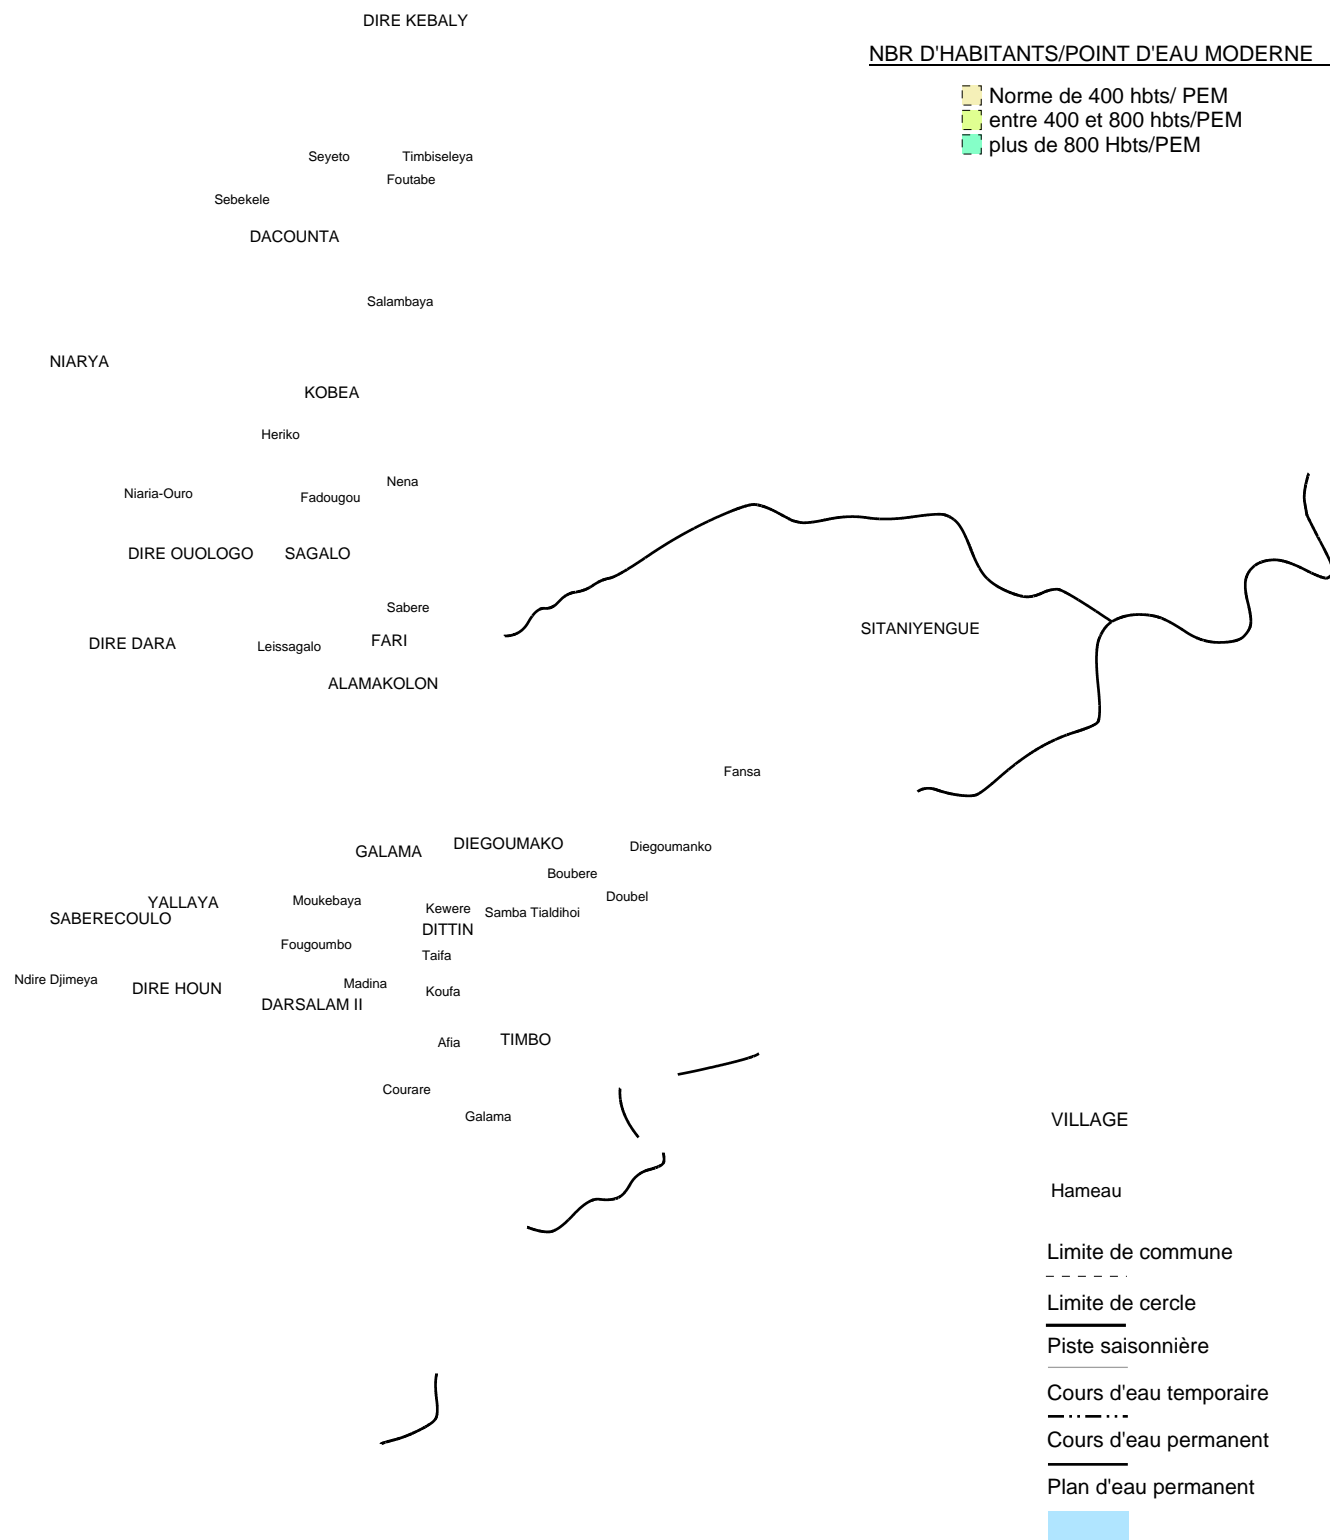 DIRE KEBALY
NBR D'HABITANTS/POINT D'EAU MODERNE
Norme de 400 hbts/ PEM
entre 400 et 800 hbts/PEM
plus de 800 Hbts/PEM
Seyeto
Timbiseleya
Foutabe
Sebekele
DACOUNTA
Salambaya
NIARYA
KOBEA
Heriko
Nena
Niaria-Ouro
Fadougou
DIRE OUOLOGO
SAGALO
Sabere
SITANIYENGUE
DIRE DARA
Leissagalo
FARI
ALAMAKOLON
Fansa
GALAMA
DIEGOUMAKO
Diegoumanko
Boubere
Doubel
YALLAYA
Moukebaya
Kewere
Samba Tialdihoi
SABERECOULO
DITTIN
Fougoumbo
Taifa
Ndire Djimeya
DIRE HOUN
Madina
Koufa
DARSALAM II
Afia
TIMBO
Courare
Galama
VILLAGE
Hameau
Limite de commune
Limite de cercle
Piste saisonnière
Cours d'eau temporaire
Cours d'eau permanent
Plan d'eau permanent